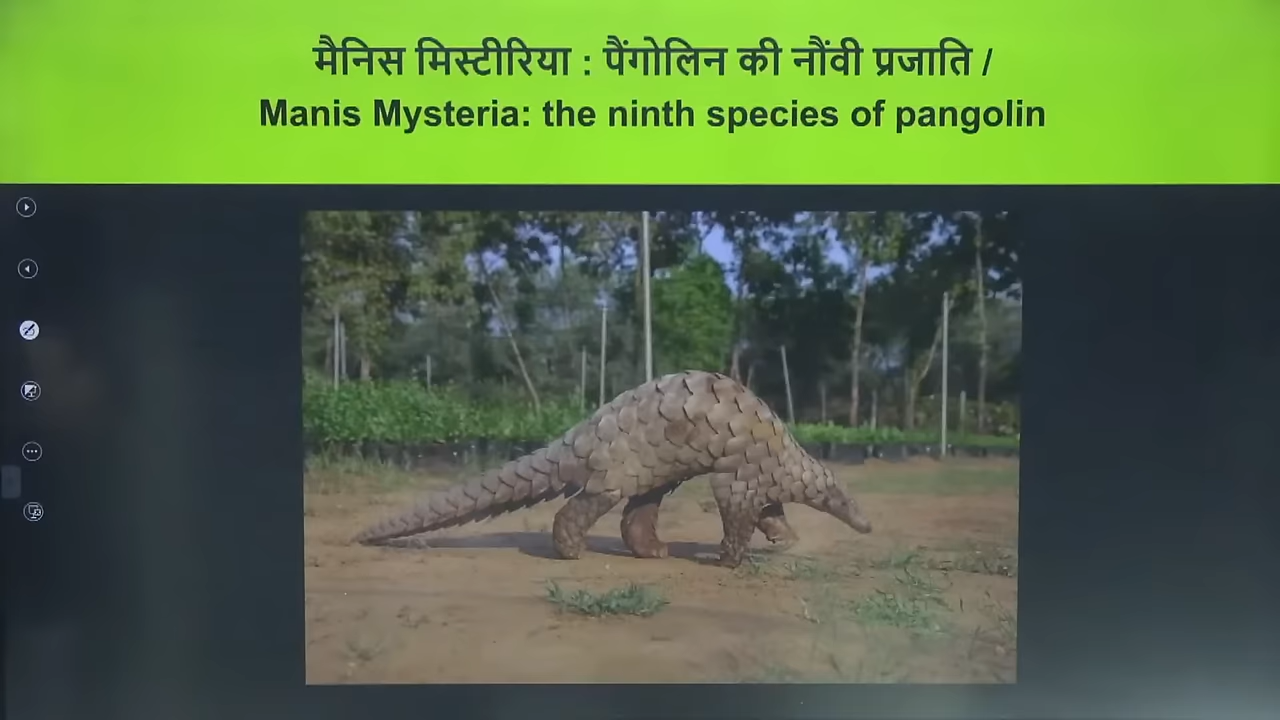 मैनिस मिस्टीरिया : पैंगोलिन की नौंवी प्रजाति /
Manis Mysteria: the ninth species of pangolin